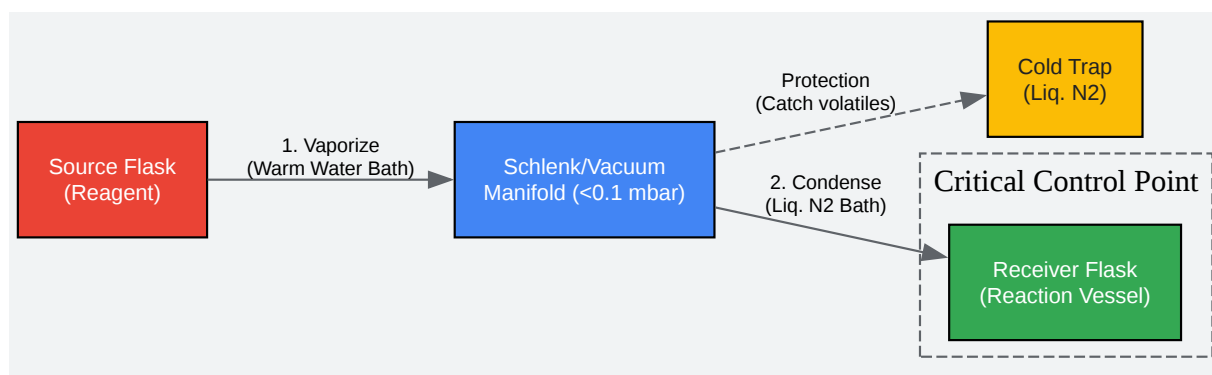 Source Flask
(Reagent)
1. Vaporize
(Warm Water Bath)
Schlenk/Vacuum
Manifold (<0.1 mbar)
Protection
(Catch volatiles)
Cold Trap
(Liq. N2)
2. Condense
(Liq. N2 Bath)
Critical Control Point
Receiver Flask
(Reaction Vessel)